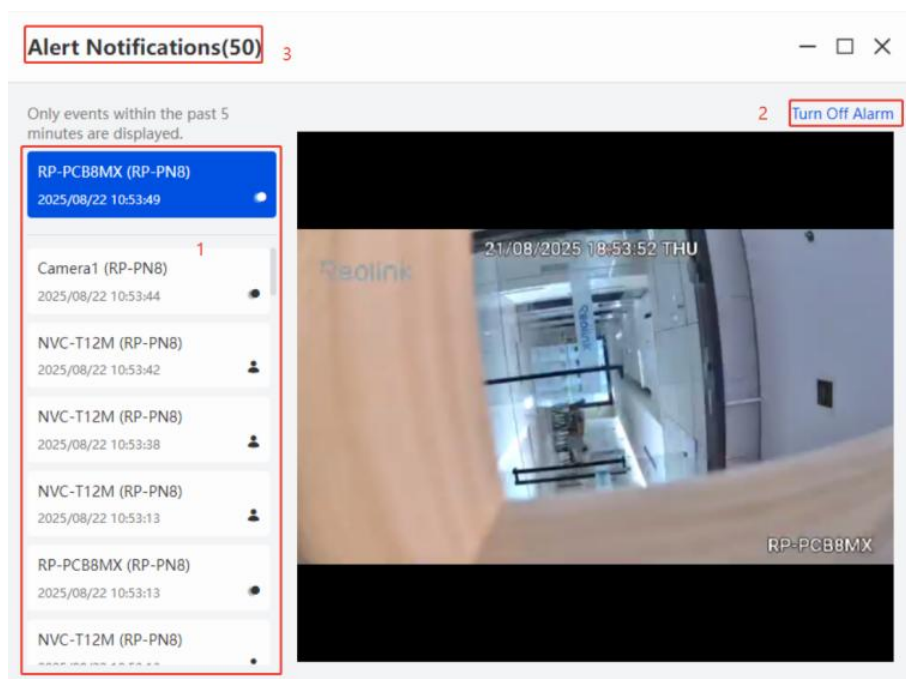 Alert Notifications(50)
3
Only events within the past 5
minutes are displayed.
2
Turn Off Alarm
RP-PCB8MX (RP-PN8)
2025/08/22 10:53:49
1
Camera1 (RP-PN8)
2025/08/22 10:53:44
NVC-T12M (RP-PN8)
2025/08/22 10:53:42
NVC-T12M (RP-PN8)
2025/08/22 10:53:38
NVC-T12M (RP-PN8)
2025/08/22 10:53:13
RP-PCB8MX (RP-PN8)
2025/08/22 10:53:13
NVC-T12M (RP-PN8)
21/08/2025 18:53:52 THU
Reolink
Reolink
RP-PCB8MX